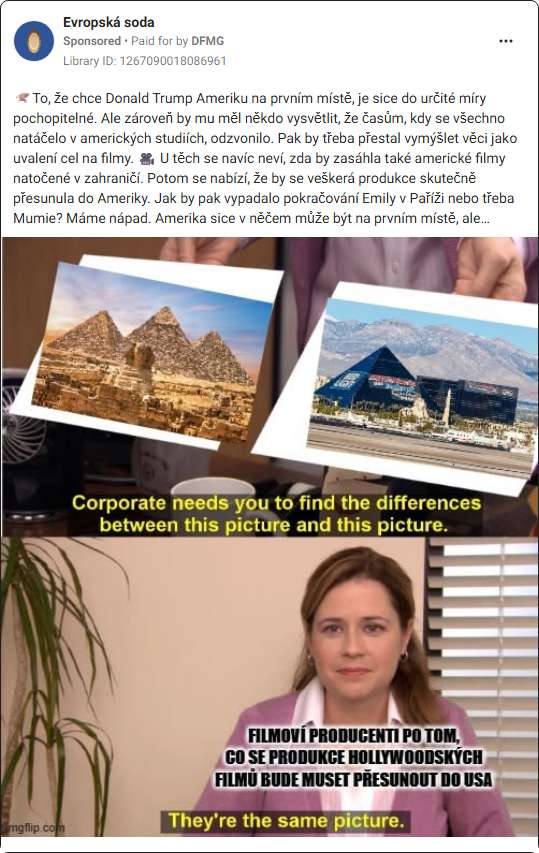 Evropská soda
Sponsored • Paid for by DFMG
Library ID: 1267090018086961
To, že chce Donald Trump Ameriku na prvním místě, je sice do určité míry
pochopitelné. Ale zároveň by mu měl někdo vysvětlit, že časům, kdy se všechno
natáčelo v amerických studiích, odzvonilo. Pak by třeba přestal vymýšlet věci jako
uvalení cel na filmy. 🎥 U těch se navíc neví, zda by zasáhla také americké filmy
natočené v zahraničí. Potom se nabízí, že by se veškerá produkce skutečně
přesunula do Ameriky. Jak by pak vypadalo pokračování Emily v Paříži nebo třeba
Mumie? Máme nápad. Amerika sice v něčem může být na prvním místě, ale...
Corporate needs you to find the differences
between this picture and this picture.
FILMOVÍ PRODUCENTI PO TOM,
CO SE PRODUKCE HOLLYWOODSKÝCH
FILMŮ BUDE MUSET PŘESUNOUT DO USA
They're the same picture.
imgflip.com